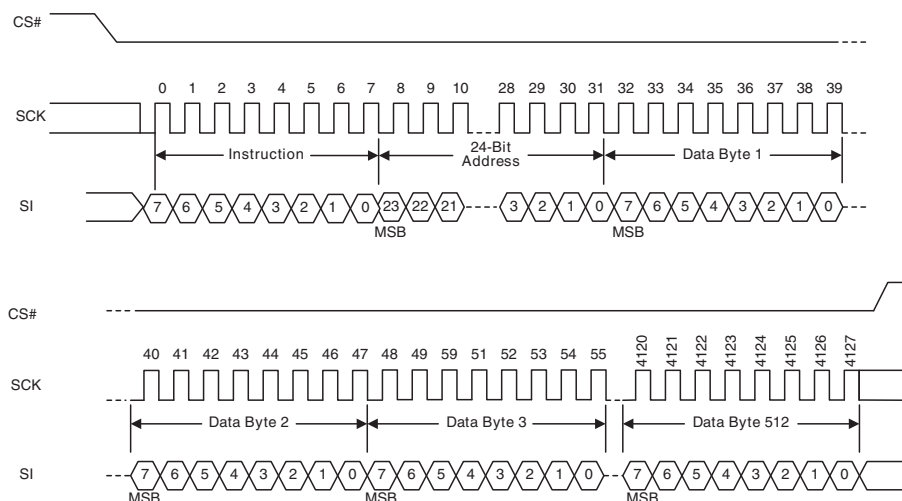 CS#
0 1 2 3 4 5 6 7 8 9 10 28 29 30 31 32 33 34 35 36 37 38 39
SCK
Instruction
24-Bit
Address
Data Byte 1
SI
7 6 5 4 3 2 1 0 23 22 21 3 2 1 0 7 6 5 4 3 2 1 0
MSB MSB
CS#
40 41 42 43 44 45 46 47 48 49 59 51 52 53 54 55 4120 4121 4122 4123 4124 4125 4126 4127
SCK
Data Byte 2 Data Byte 3 Data Byte 512
SI
7 6 5 4 3 2 1 0 7 6 5 4 3 2 1 0 7 6 5 4 3 2 1 0
MSB MSB MSB